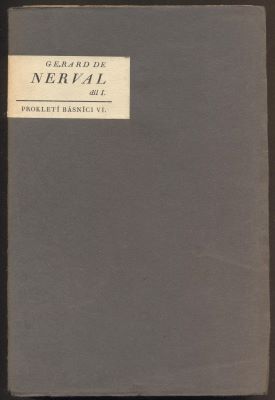 GERARD DE
NERVAL
díl I.
PROKLETÍ BÁSNÍCI VI.